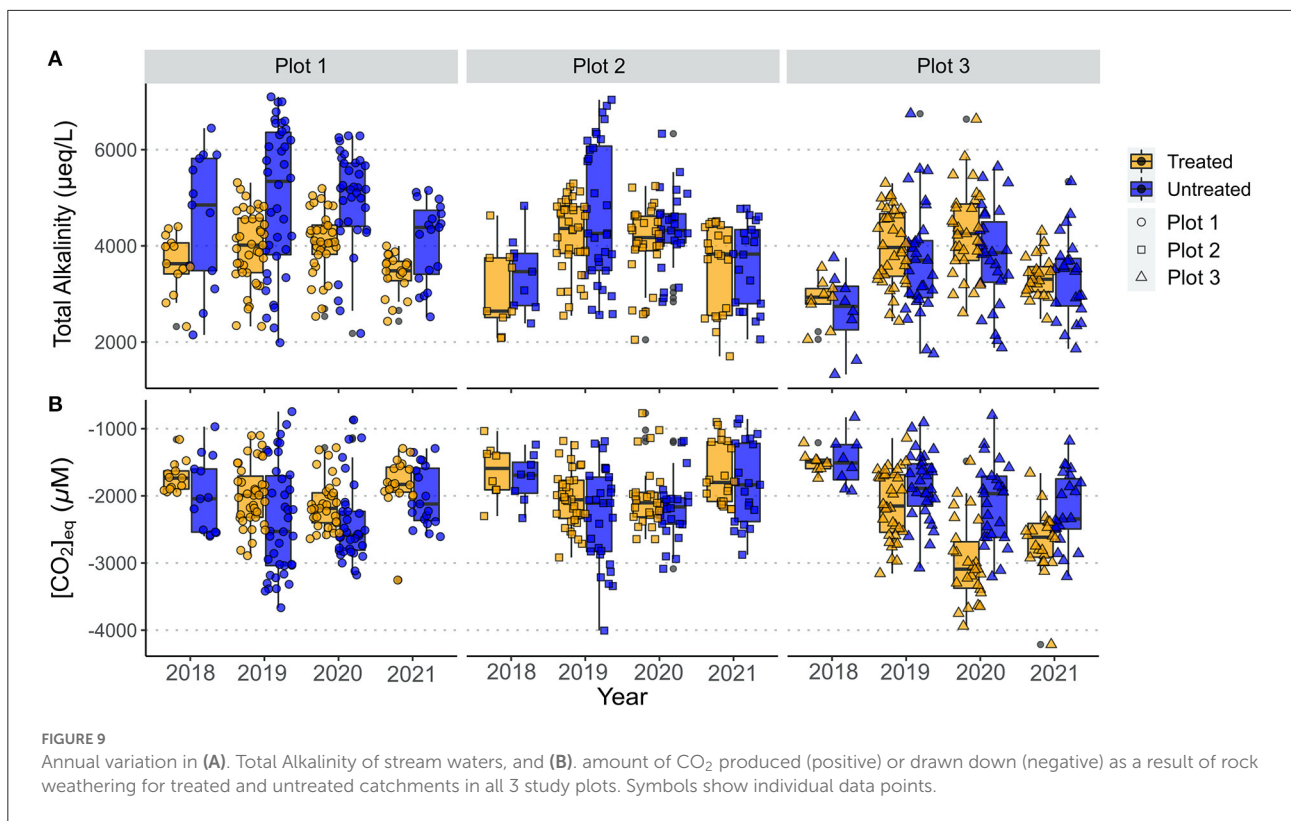 A
Plot 1 Plot 2 Plot 3
Total Alkalinity (μeq/L)
6000
4000
2000
Treated
Untreated
Plot 1
Plot 2
Plot 3
B
[CO₂]eq (μM)
-1000
-2000
-3000
-4000
2018 2019 2020 2021 2018 2019 2020 2021 2018 2019 2020 2021
Year
FIGURE 9
Annual variation in (A). Total Alkalinity of stream waters, and (B). amount of CO₂ produced (positive) or drawn down (negative) as a result of rock
weathering for treated and untreated catchments in all 3 study plots. Symbols show individual data points.